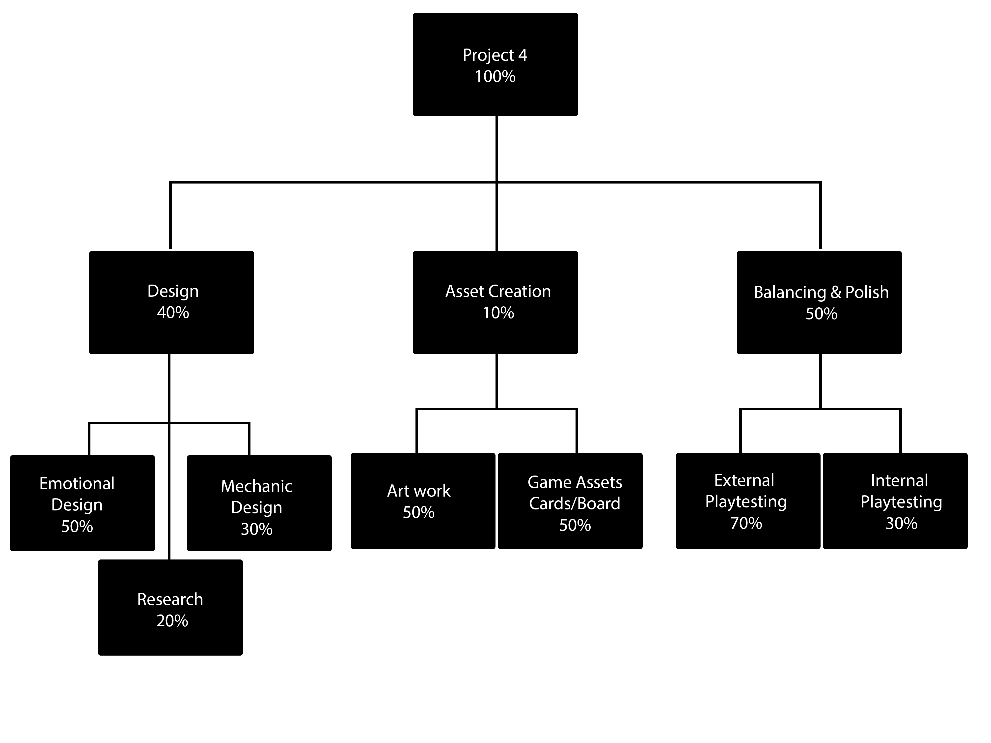 Project 4
100%
Design
40%
Asset Creation
10%
Balancing & Polish
50%
Emotional
Design
50%
Mechanic
Design
30%
Research
20%
Art work
50%
Game Assets
Cards/Board
50%
External
Playtesting
70%
Internal
Playtesting
30%